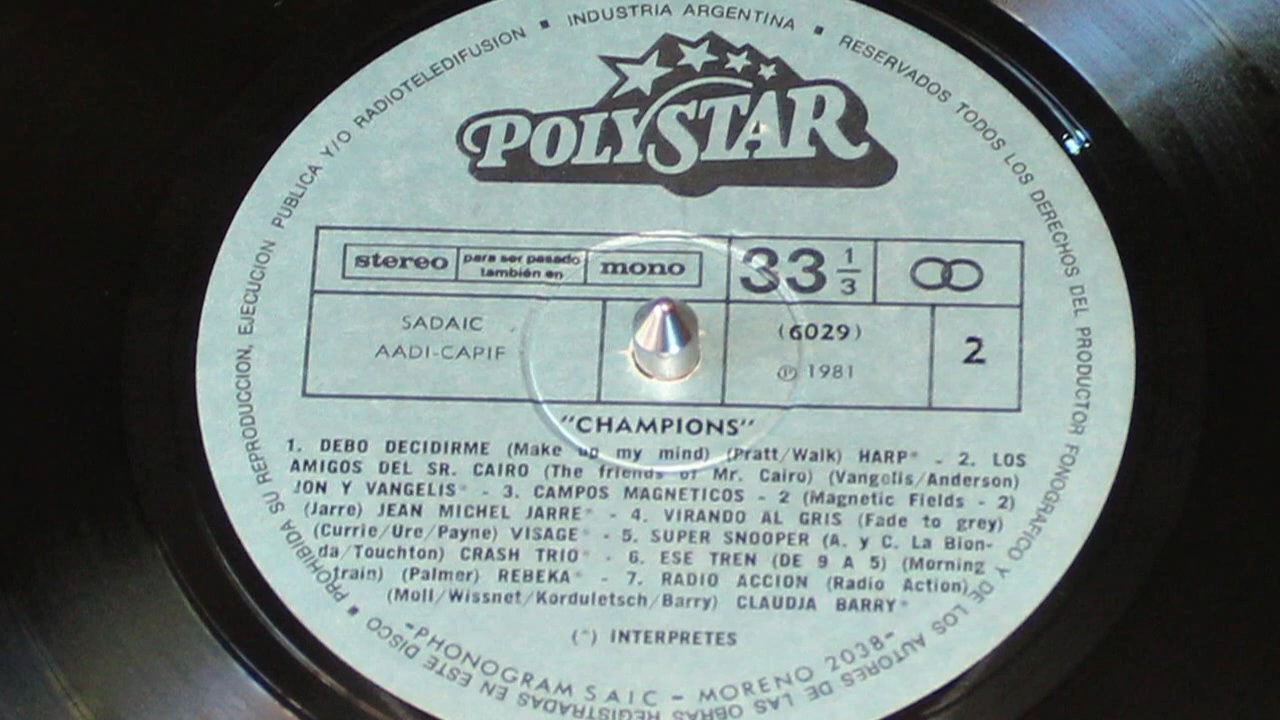 PROHIBIDA SU REPRODUCCION, EJECUCION PUBLICA Y/O RADIOTELEDIFUSION ▪ INDUSTRIA ARGENTINA ▪ RESERVADOS TODOS LOS DERECHOS DEL PRODUCTOR FONOGRAFICO Y DE LOS AUTORES DE LAS OBRAS REGISTRADAS EN ESTE DISCO ▪
POLYSTAR
stereo para ser pasado también en mono
33 1/3
SADAIC
AADI-CAPIF
(6029)
℗ 1981
2
"CHAMPIONS"
1. DEBO DECIDIRME (Make up my mind) (Pratt/Walk) HARP* - 2. LOS
AMIGOS DEL SR. CAIRO (The friends of Mr. Cairo) (Vangelis/Anderson)
JON Y VANGELIS* - 3. CAMPOS MAGNETICOS - 2 (Magnetic Fields - 2)
(Jarre) JEAN MICHEL JARRE* - 4. VIRANDO AL GRIS (Fade to grey)
(Currie/Ure/Payne) VISAGE* - 5. SUPER SNOOPER (A. y C. La Bion-
da/Touchton) CRASH TRIO* - 6. ESE TREN (DE 9 A 5) (Morning
train) (Palmer) REBEKA* - 7. RADIO ACCION (Radio Action)
(Moll/Wissnet/Korduletsch/Barry) CLAUDJA BARRY*
(*) INTERPRETES
-PHONOGRAM S A I C - MORENO 2038-